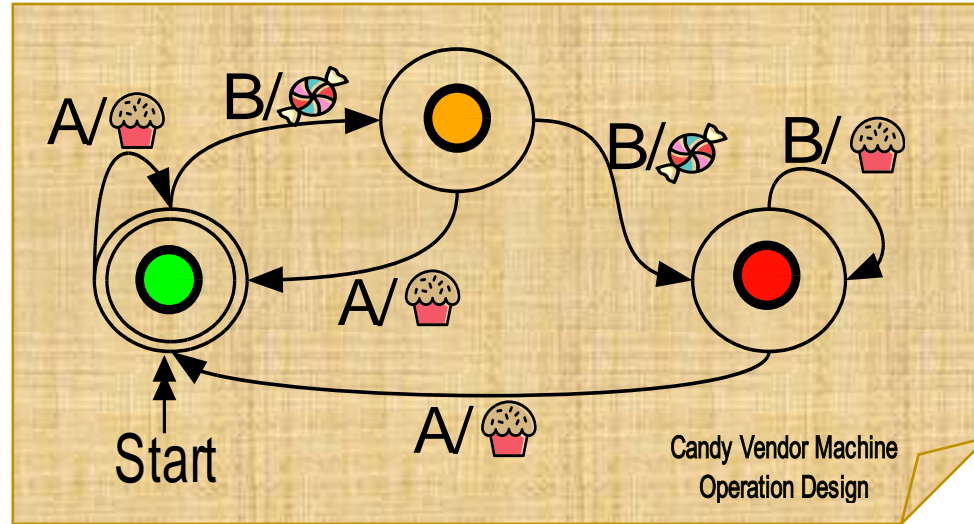 B/
A/
B/
B/
A/
A/
Start
Candy Vendor Machine
Operation Design